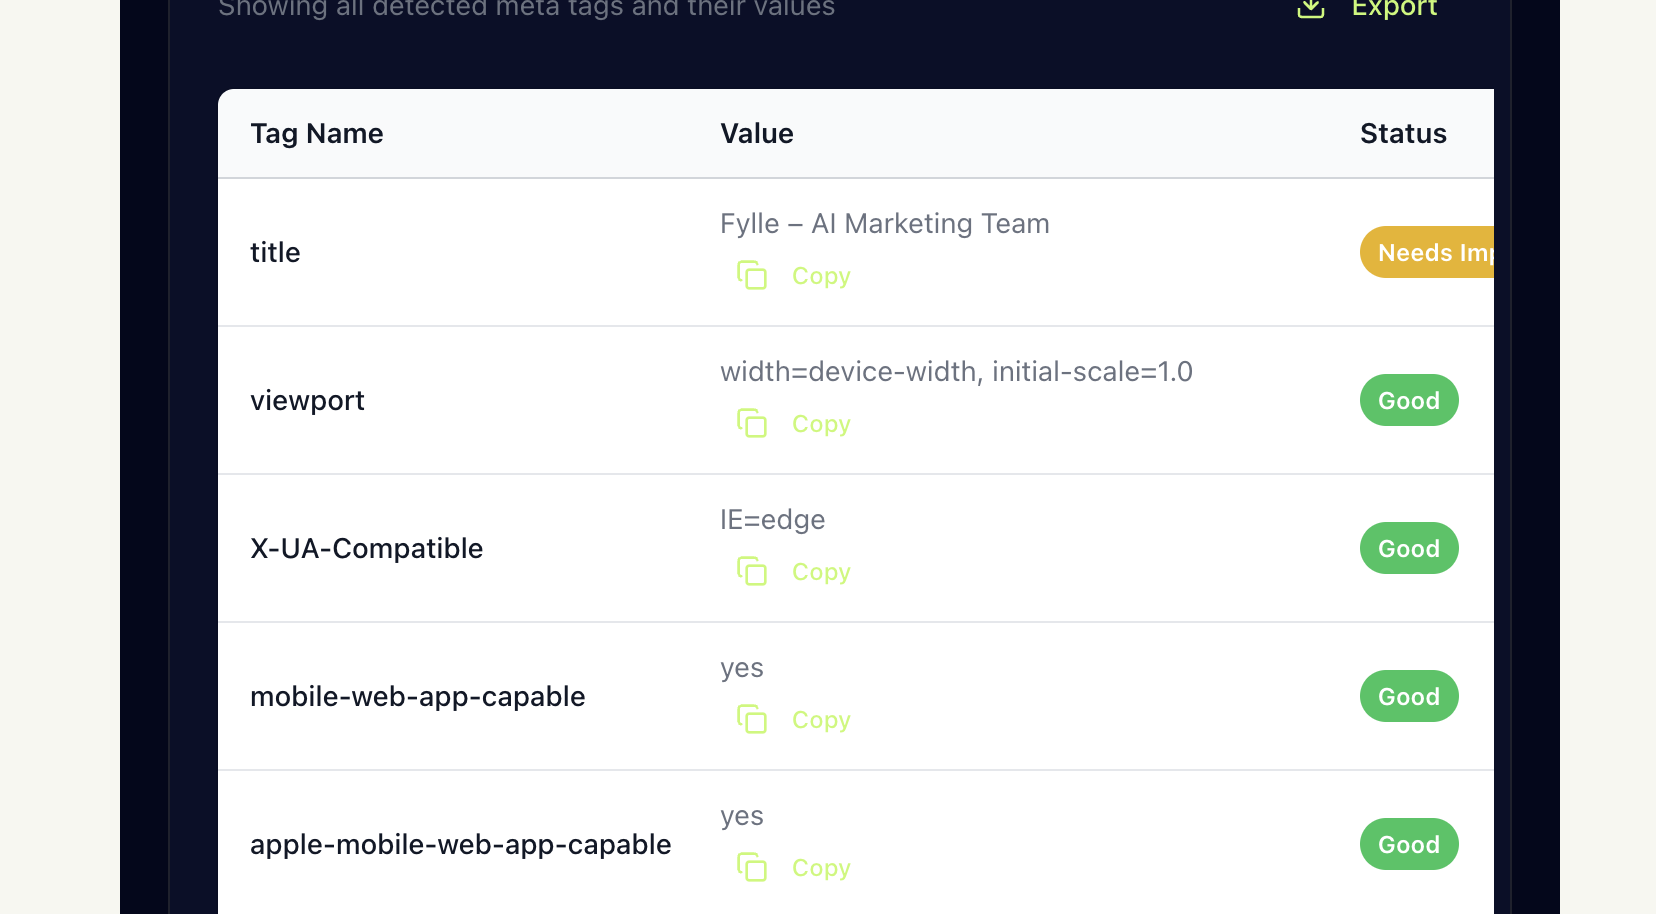 Showing all detected meta tags and their values
Export
Tag Name Value Status
Fylle – AI Marketing Team
title
Copy
Needs Imp
width=device-width, initial-scale=1.0
viewport
Copy
Good
IE=edge
X-UA-Compatible
Copy
Good
yes
mobile-web-app-capable
Copy
Good
yes
apple-mobile-web-app-capable
Copy
Good